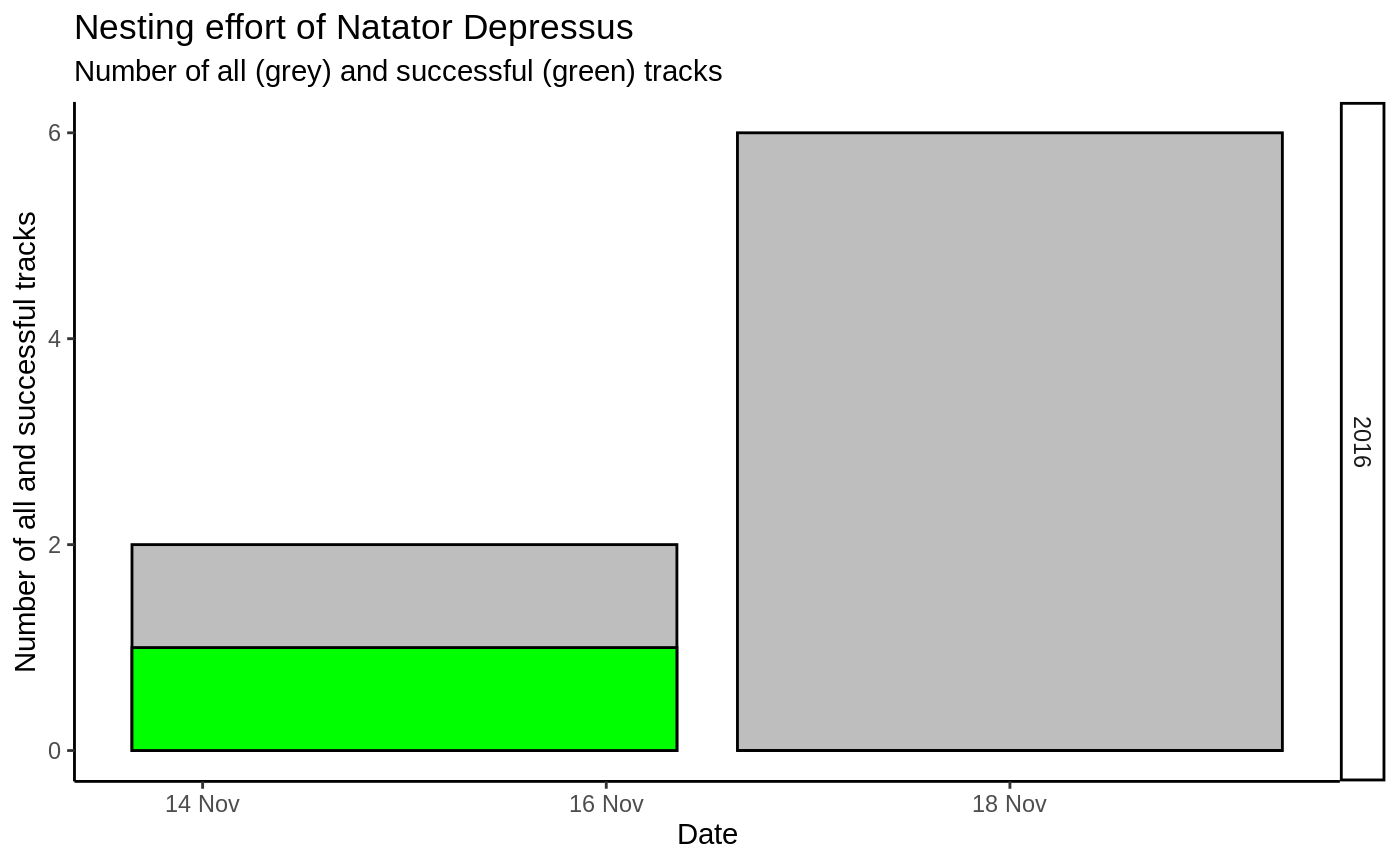 Nesting effort of Natator Depressus
Number of all (grey) and successful (green) tracks
Number of all and successful tracks
6
4
2
0
14 Nov
16 Nov
18 Nov
Date
2016